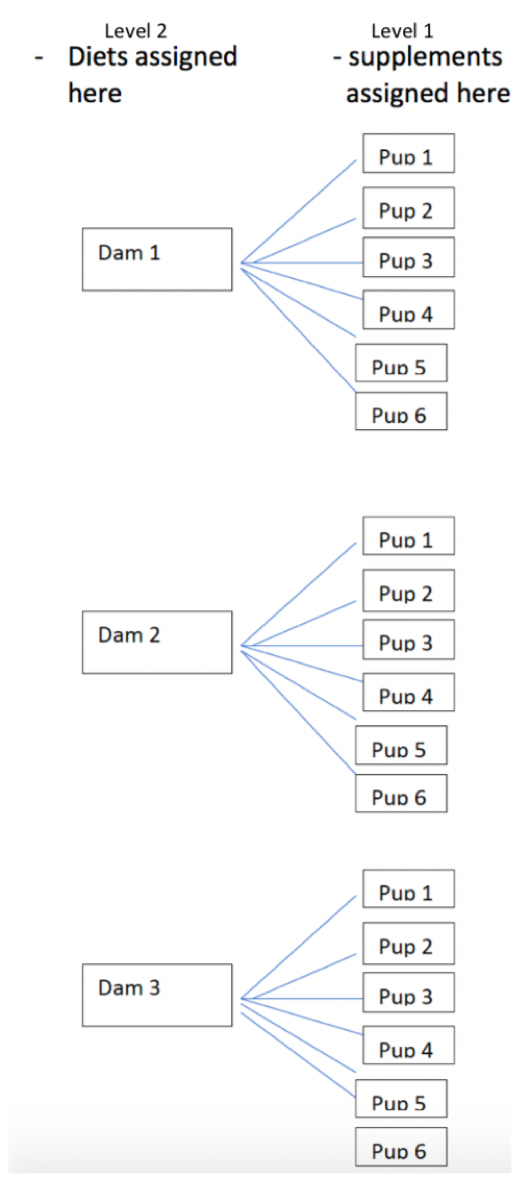 Level 2
Level 1
- Diets assigned
here
- supplements
assigned here
Pup 1
Pup 2
Dam 1
Pup 3
Pup 4
Pup 5
Pup 6
Pup 1
Pup 2
Dam 2
Pup 3
Pup 4
Pup 5
Pup 6
Pup 1
Pup 2
Dam 3
Pup 3
Pup 4
Pup 5
Pup 6